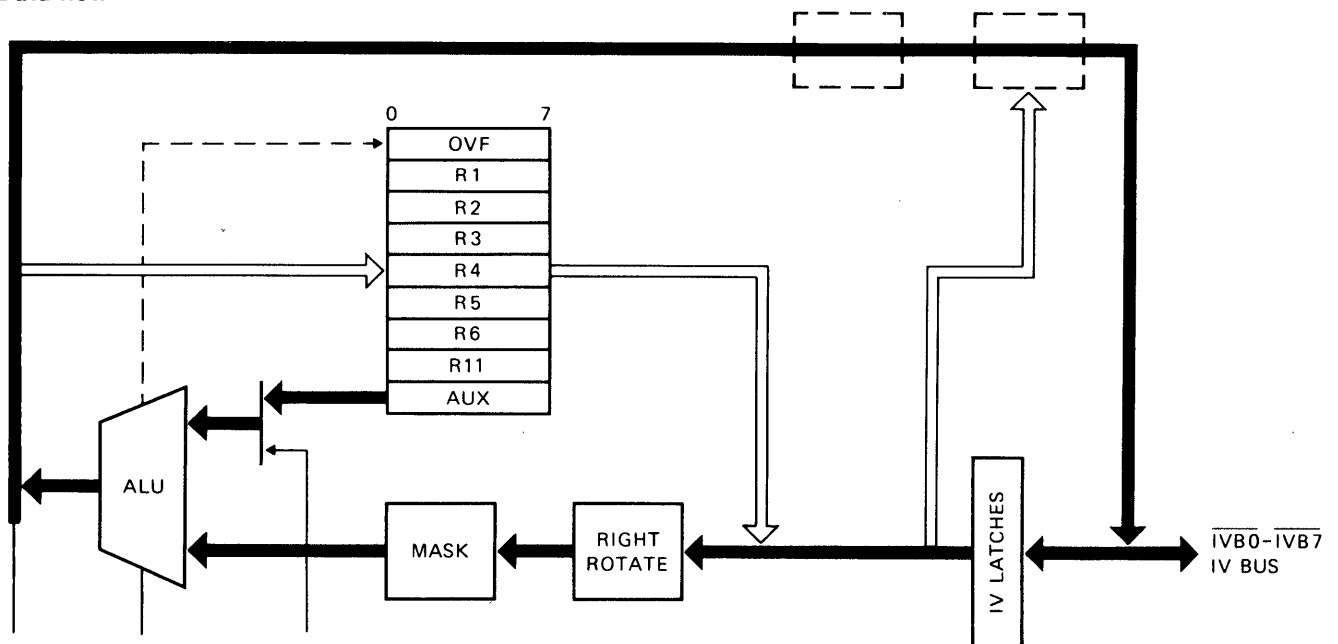 0 7
OVF
R1
R2
R3
R4
R5
R6
R11
AUX
ALU
MASK
RIGHT
ROTATE
IV LATCHES
IVB0-IVB7
IV BUS